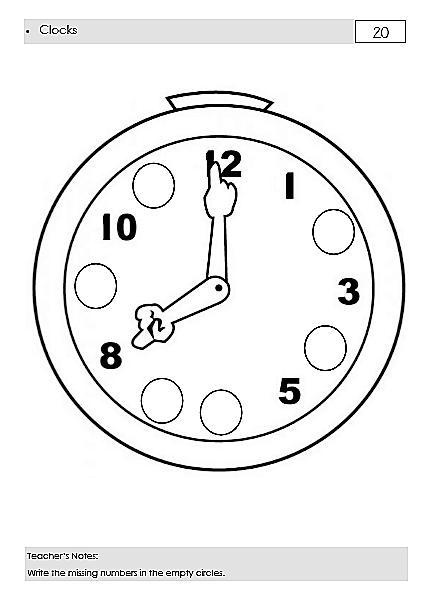 • Clocks
20
12
1
10
3
8
5
Teacher's Notes:
Write the missing numbers in the empty circles.